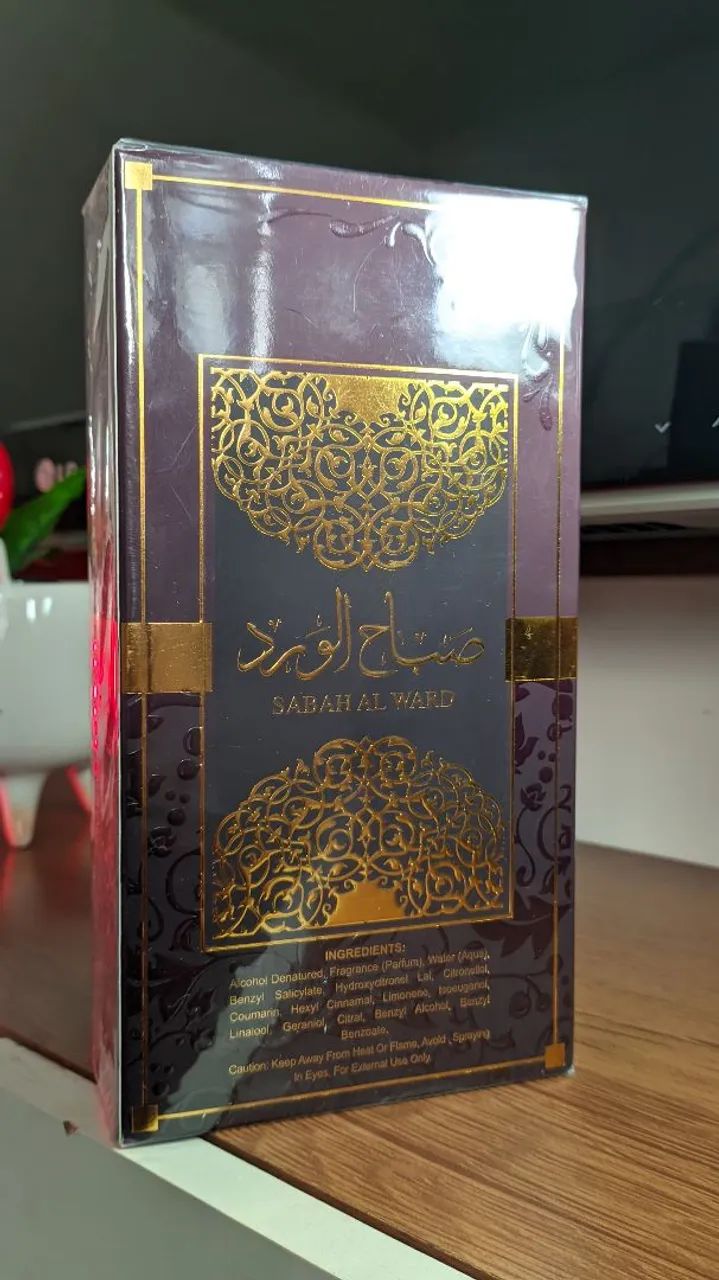 صباح الورد
SABAH AL WARD
INGREDIENTS:
Alcohol Denatured, Fragrance (Parfum), Water (Aqua),
Benzyl Salicylate, Hydroxycitronel Lal, Citronellol,
Coumarin, Hexyl Cinnamal, Limonene, Isoeugenol,
Linalool, Geraniol, Citral, Benzyl Alcohol, Benzyl
Benzoate.
Caution: Keep Away From Heat Or Flame, Avoid , Spraying
In Eyes. For External Use Only